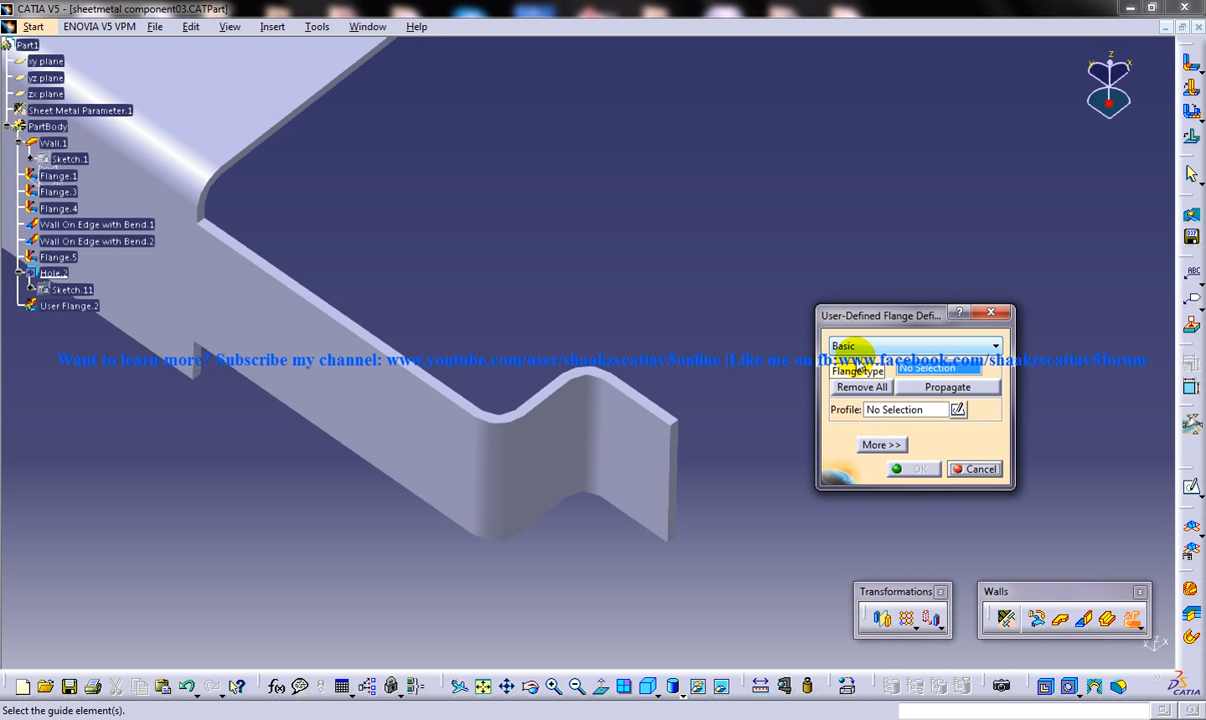 CATIA V5 - [sheetmetal component03.CATPart]
Start ENOVIA V5 VPM File Edit View Insert Tools Window Help
Part1
xy plane
yz plane
zx plane
Sheet Metal Parameter.1
PartBody
Wall.1
Sketch.1
Flange.1
Flange.3
Flange.4
Wall On Edge with Bend.1
Wall On Edge with Bend.2
Flange.5
Hole.2
Sketch.11
User Flange.2
z
x
User-Defined Flange Defi...
Basic
Want to learn more? Subscribe my channel: www.youtube.com/user/shaakzscatiav5online |Like me on fb:www.facebook.com/shaakzscatiav5forum
Flange type No Selection
Remove All Propagate
Profile: No Selection
More >>
OK Cancel
Transformations
Walls
CATIA
Select the guide element(s).